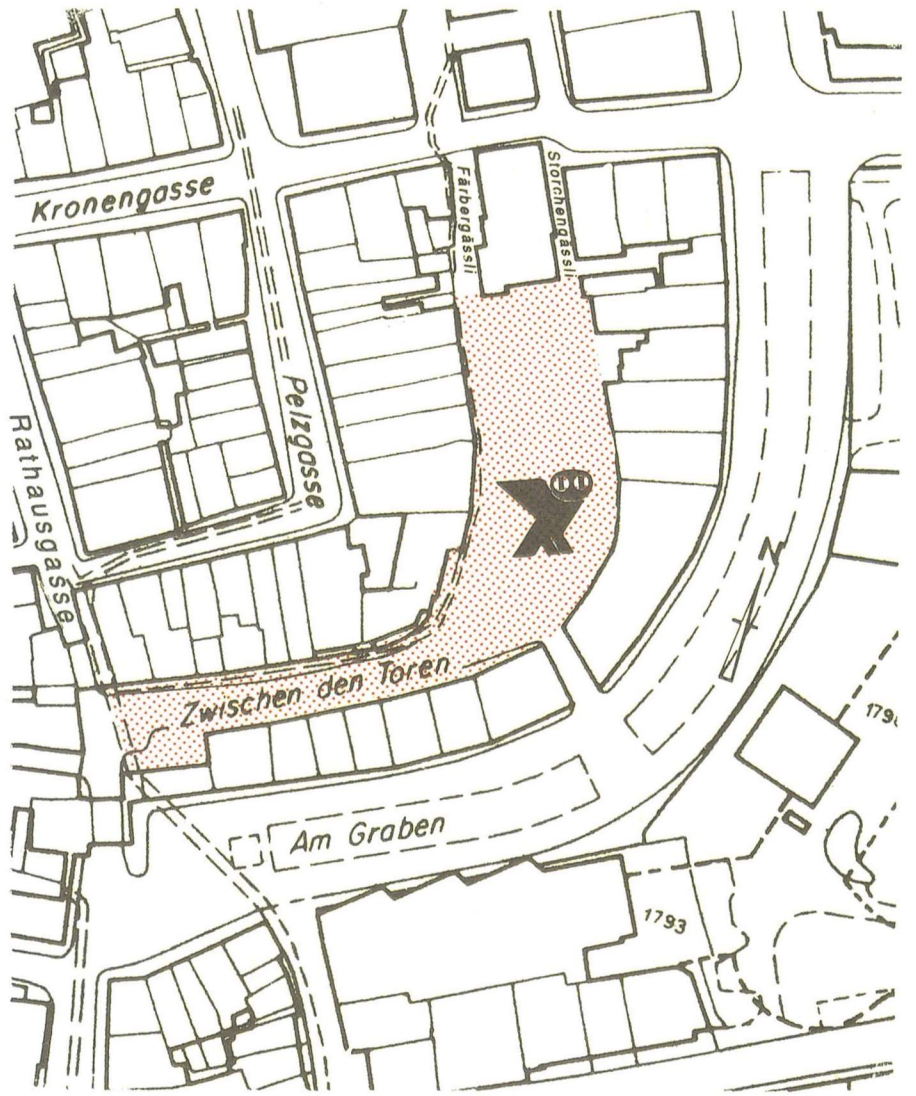 Kronengasse
Färbergässli
Storchengässli
Pelzgasse
Rathausgasse
N
Zwischen den Toren
Am Graben
1793